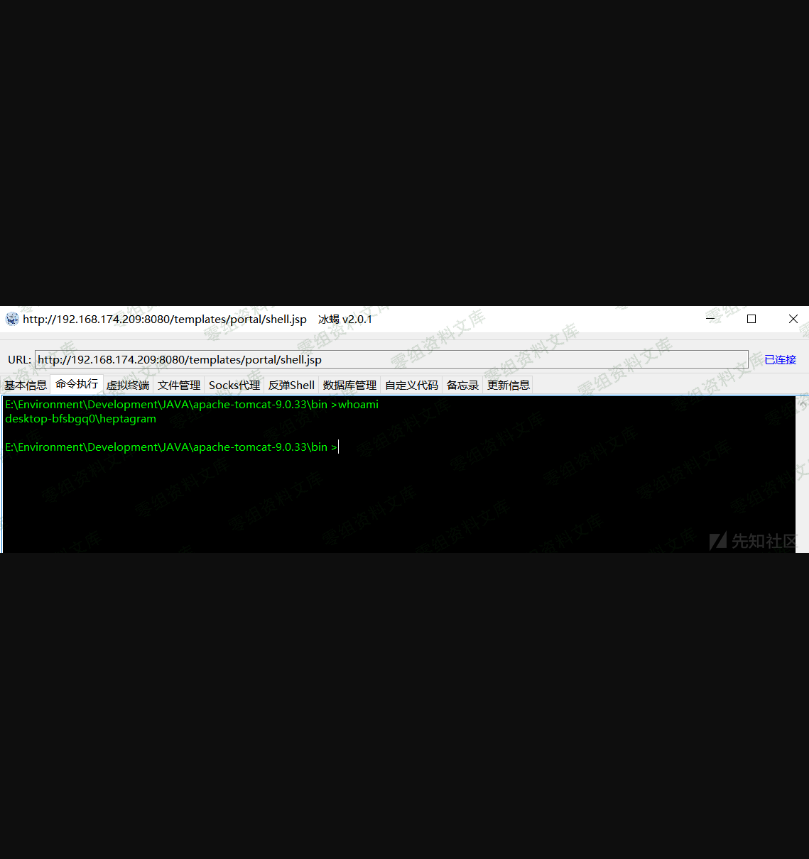 http://192.168.174.209:8080/templates/portal/shell.jsp 冰蝎 v2.0.1
URL: http://192.168.174.209:8080/templates/portal/shell.jsp 已连接
基本信息 命令执行 虚拟终端 文件管理 Socks代理 反弹Shell 数据库管理 自定义代码 备忘录 更新信息
E:\Environment\Development\JAVA\apache-tomcat-9.0.33\bin >whoami
desktop-bfsbgq0\heptagram
E:\Environment\Development\JAVA\apache-tomcat-9.0.33\bin >
先知社区
零组资料文库